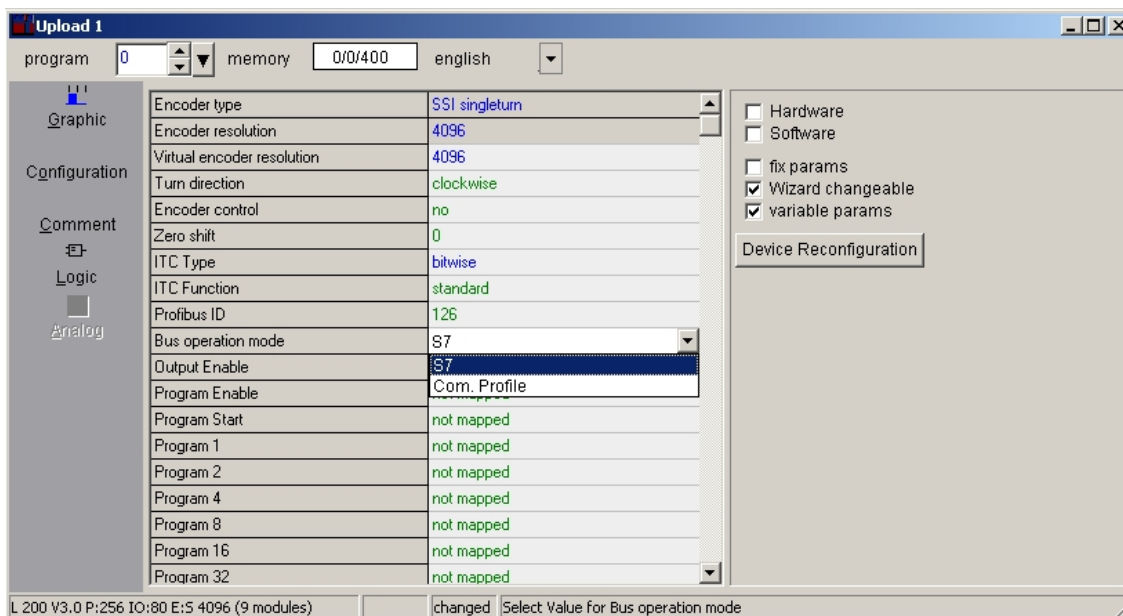 Upload 1
program 0 memory 0/0/400 english
Graphic
Configuration
Comment
Logic
Analog
Encoder type SSI singleturn
Encoder resolution 4096
Virtual encoder resolution 4096
Turn direction clockwise
Encoder control no
Zero shift 0
ITC Type bitwise
ITC Function standard
Profibus ID 126
Bus operation mode S7
Output Enable S7
Com. Profile
Program Enable not mapped
Program Start not mapped
Program 1 not mapped
Program 2 not mapped
Program 4 not mapped
Program 8 not mapped
Program 16 not mapped
Program 32 not mapped
Hardware
Software
fix params
Wizard changeable
variable params
Device Reconfiguration
L 200 V3.0 P:256 IO:80 E:S 4096 (9 modules) changed Select Value for Bus operation mode